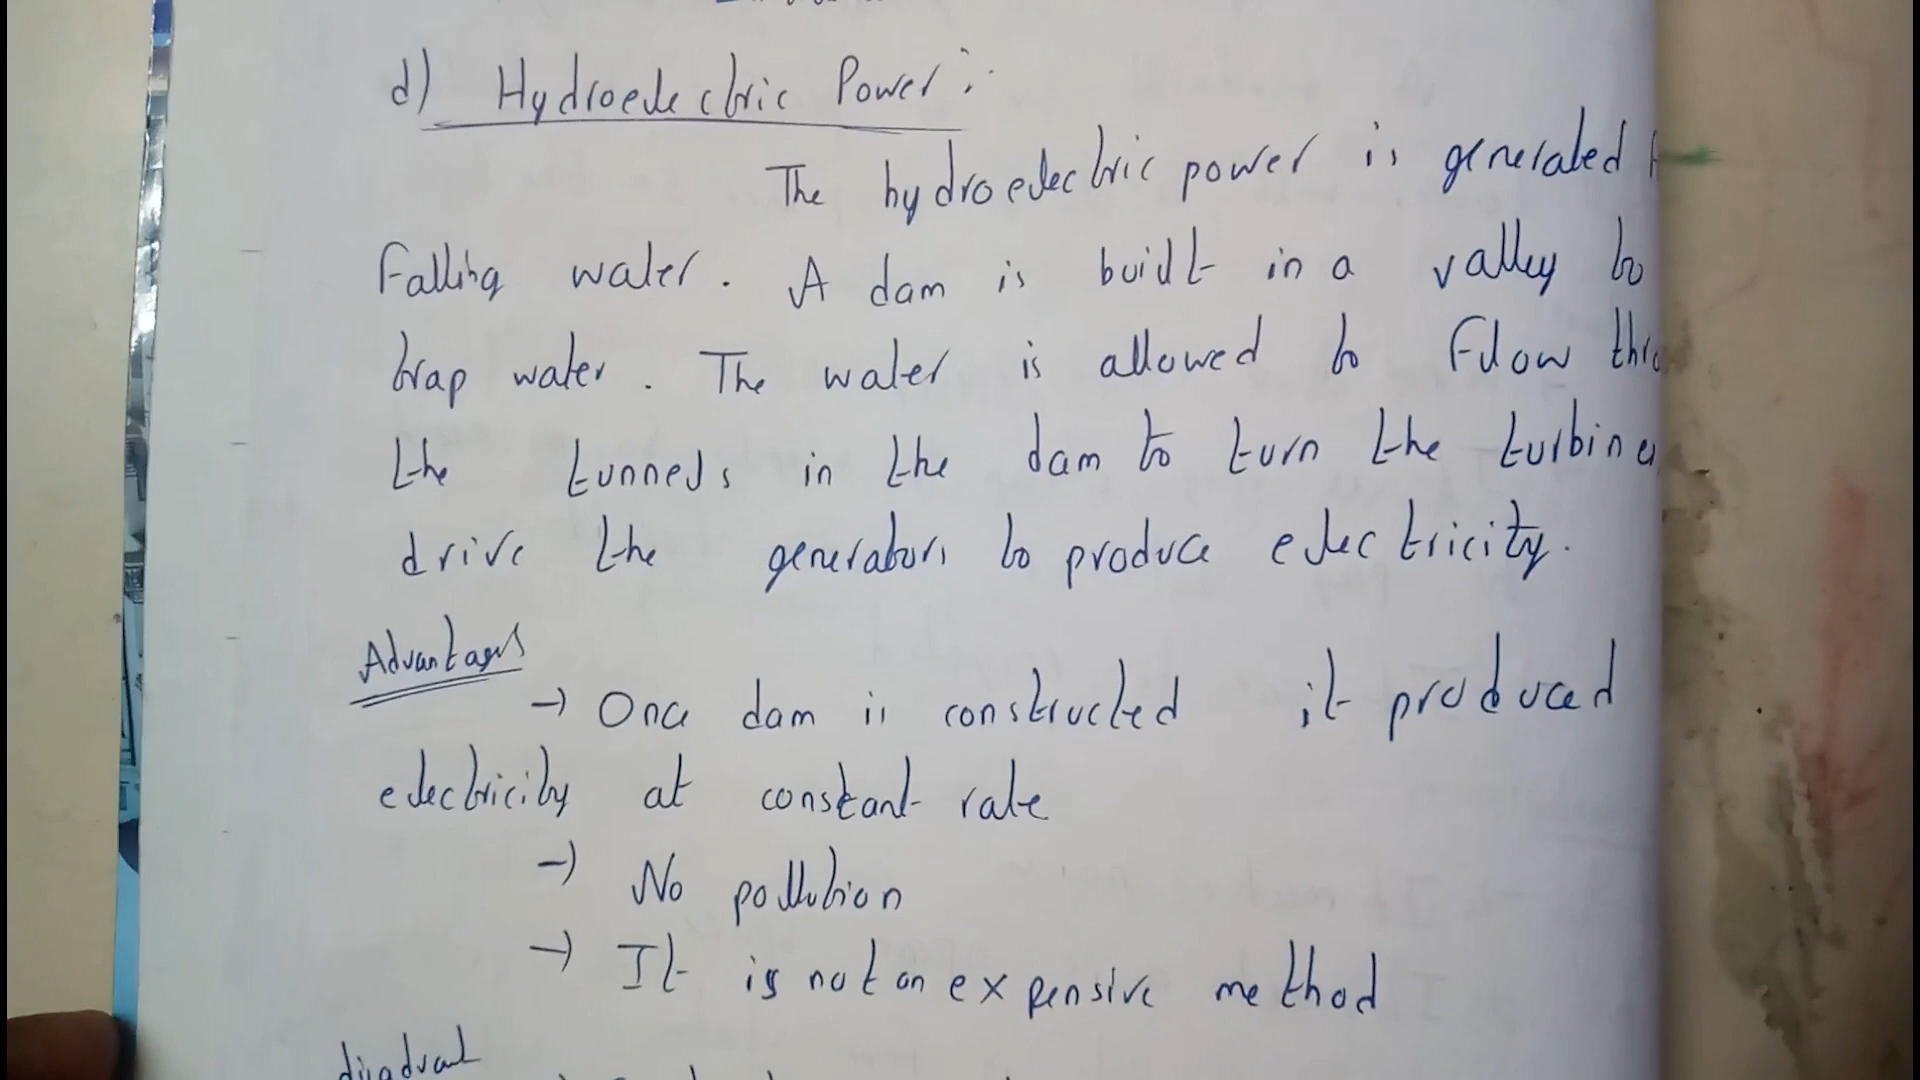 d) Hydroelectric Power :
The hydroelectric power is generated
Falling water. A dam is built in a valley to
trap water. The water is allowed to Flow thro
the tunnels in the dam to turn the turbine
drive the generators to produce electricity.
Advantages
→ Once dam is constructed it produced
electricity at constant rate
→ No pollution
→ It is not an expensive method
disadvant